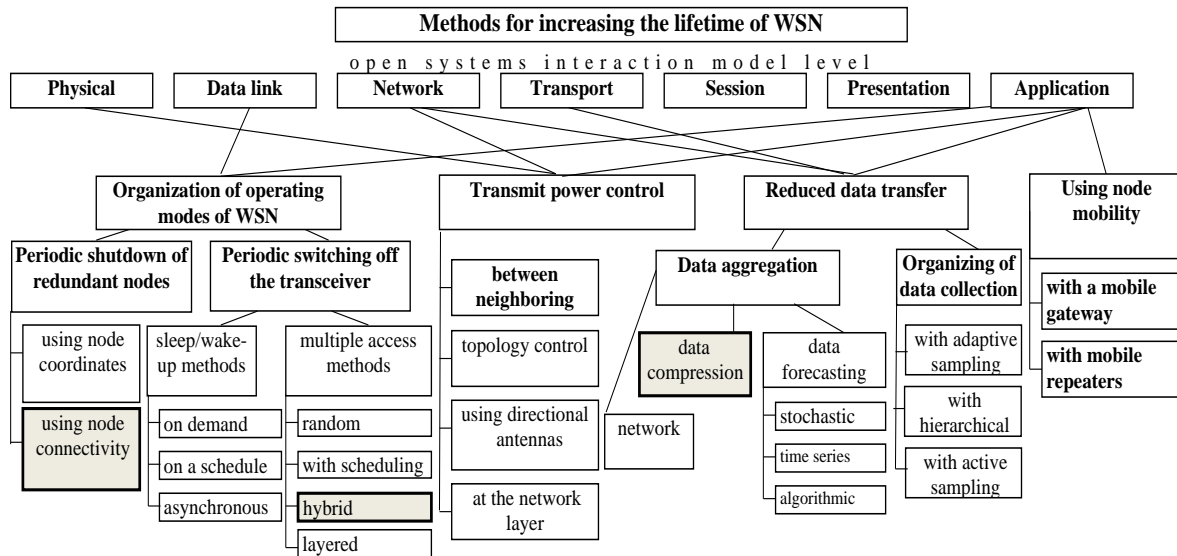 Methods for increasing the lifetime of WSN
open systems interaction model level
Physical
Data link
Network
Transport
Session
Presentation
Application
Organization of operating
modes of WSN
Transmit power control
Reduced data transfer
Using node
mobility
Periodic shutdown of
redundant nodes
Periodic switching off
the transceiver
between
neighboring
Data aggregation
Organizing of
data collection
with a mobile
gateway
with mobile
repeaters
using node
coordinates
using node
connectivity
sleep/wake-
up methods
on demand
on a schedule
asynchronous
multiple access
methods
random
with scheduling
hybrid
layered
topology control
using directional
antennas
at the network
layer
network
data
compression
data
forecasting
stochastic
time series
algorithmic
with adaptive
sampling
with
hierarchical
with active
sampling